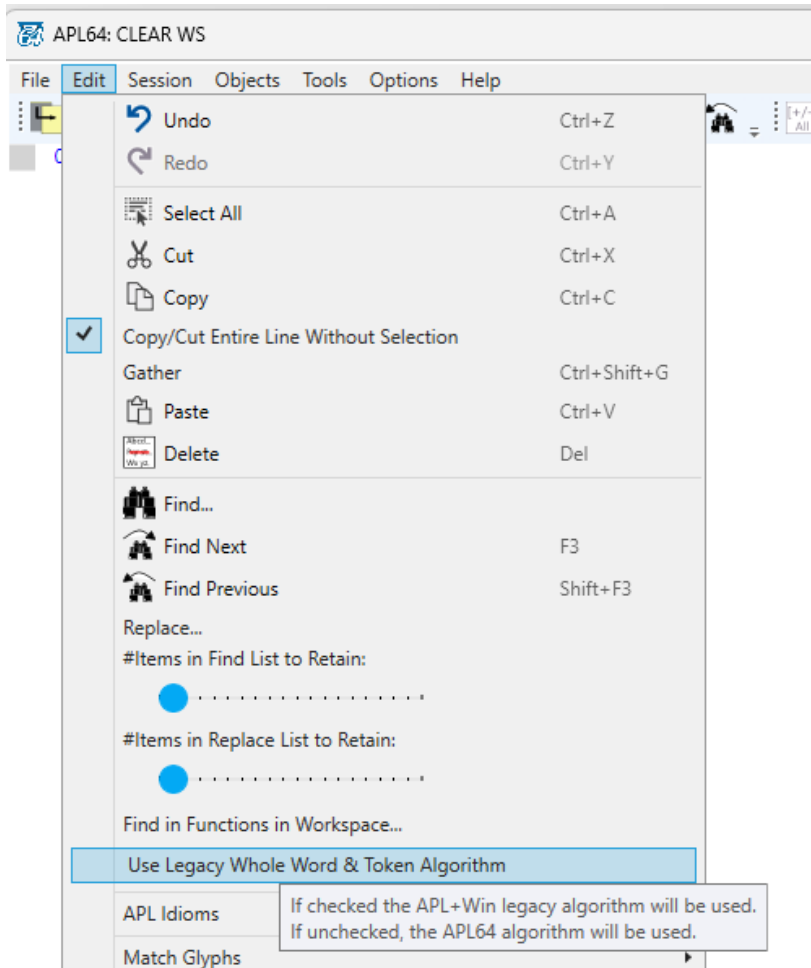 APL64: CLEAR WS
File Edit Session Objects Tools Options Help
[+/-
All
Undo Ctrl+Z
Redo Ctrl+Y
Select All Ctrl+A
Cut Ctrl+X
Copy Ctrl+C
Copy/Cut Entire Line Without Selection
Gather Ctrl+Shift+G
Paste Ctrl+V
Delete Del
Find...
Find Next F3
Find Previous Shift+F3
Replace...
#Items in Find List to Retain:
#Items in Replace List to Retain:
Find in Functions in Workspace...
Use Legacy Whole Word & Token Algorithm
If checked the APL+Win legacy algorithm will be used.
If unchecked, the APL64 algorithm will be used.
APL Idioms
Match Glyphs